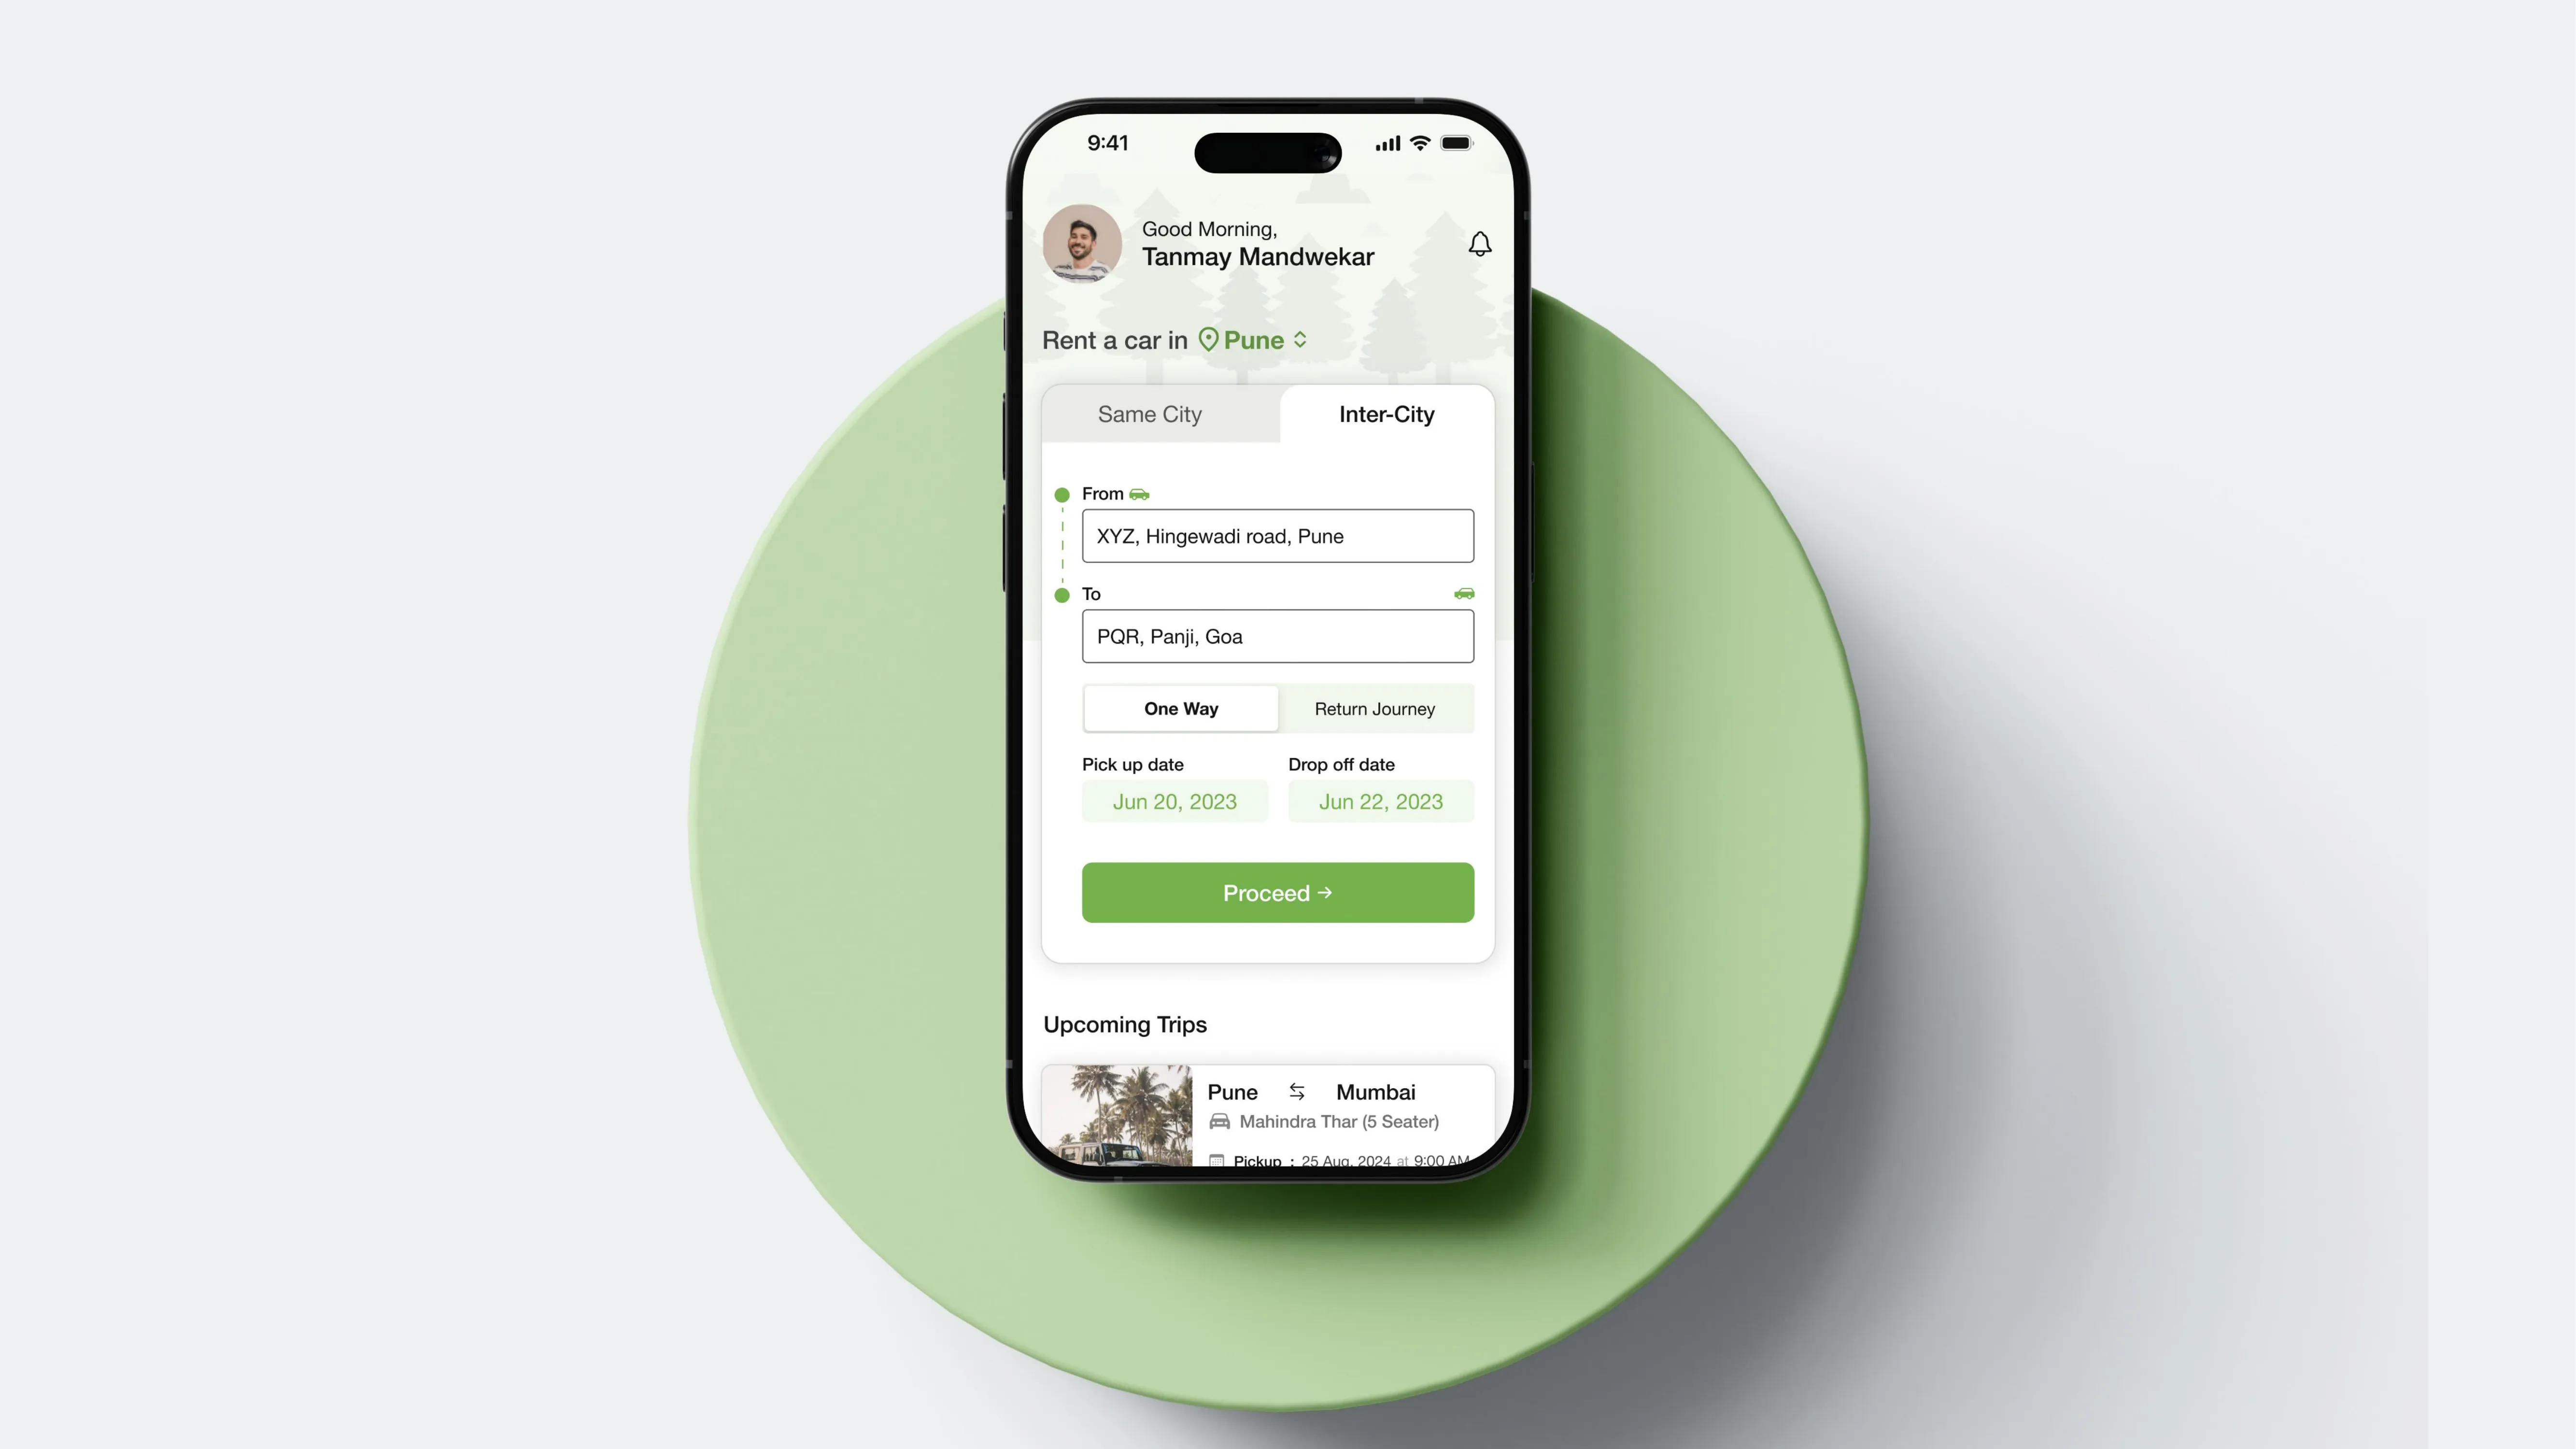 9:41
Good Morning,
Tanmay Mandwekar
Rent a car in Pune
Same City
Inter-City
From
XYZ, Hingewadi road, Pune
To
PQR, Panji, Goa
One Way
Return Journey
Pick up date
Drop off date
Jun 20, 2023
Jun 22, 2023
Proceed →
Upcoming Trips
Pune ⇆ Mumbai
Mahindra Thar (5 Seater)
Pickup : 25 Aug, 2024 at 9:00 AM